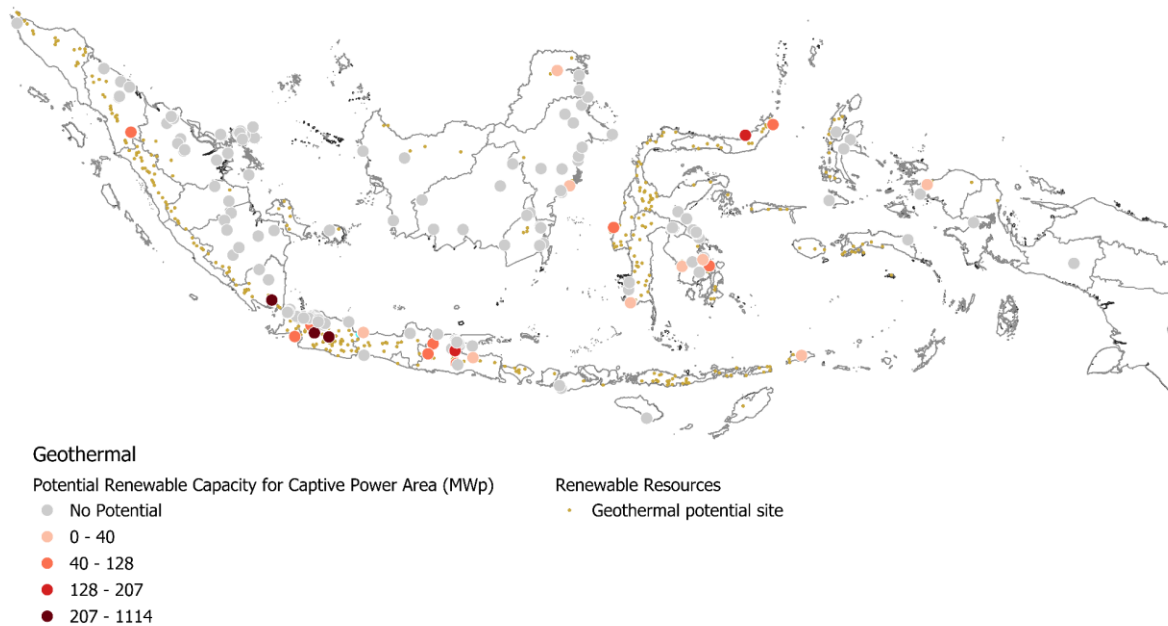 Geothermal
Potential Renewable Capacity for Captive Power Area (MWp)
No Potential
0 - 40
40 - 128
128 - 207
207 - 1114
Renewable Resources
Geothermal potential site